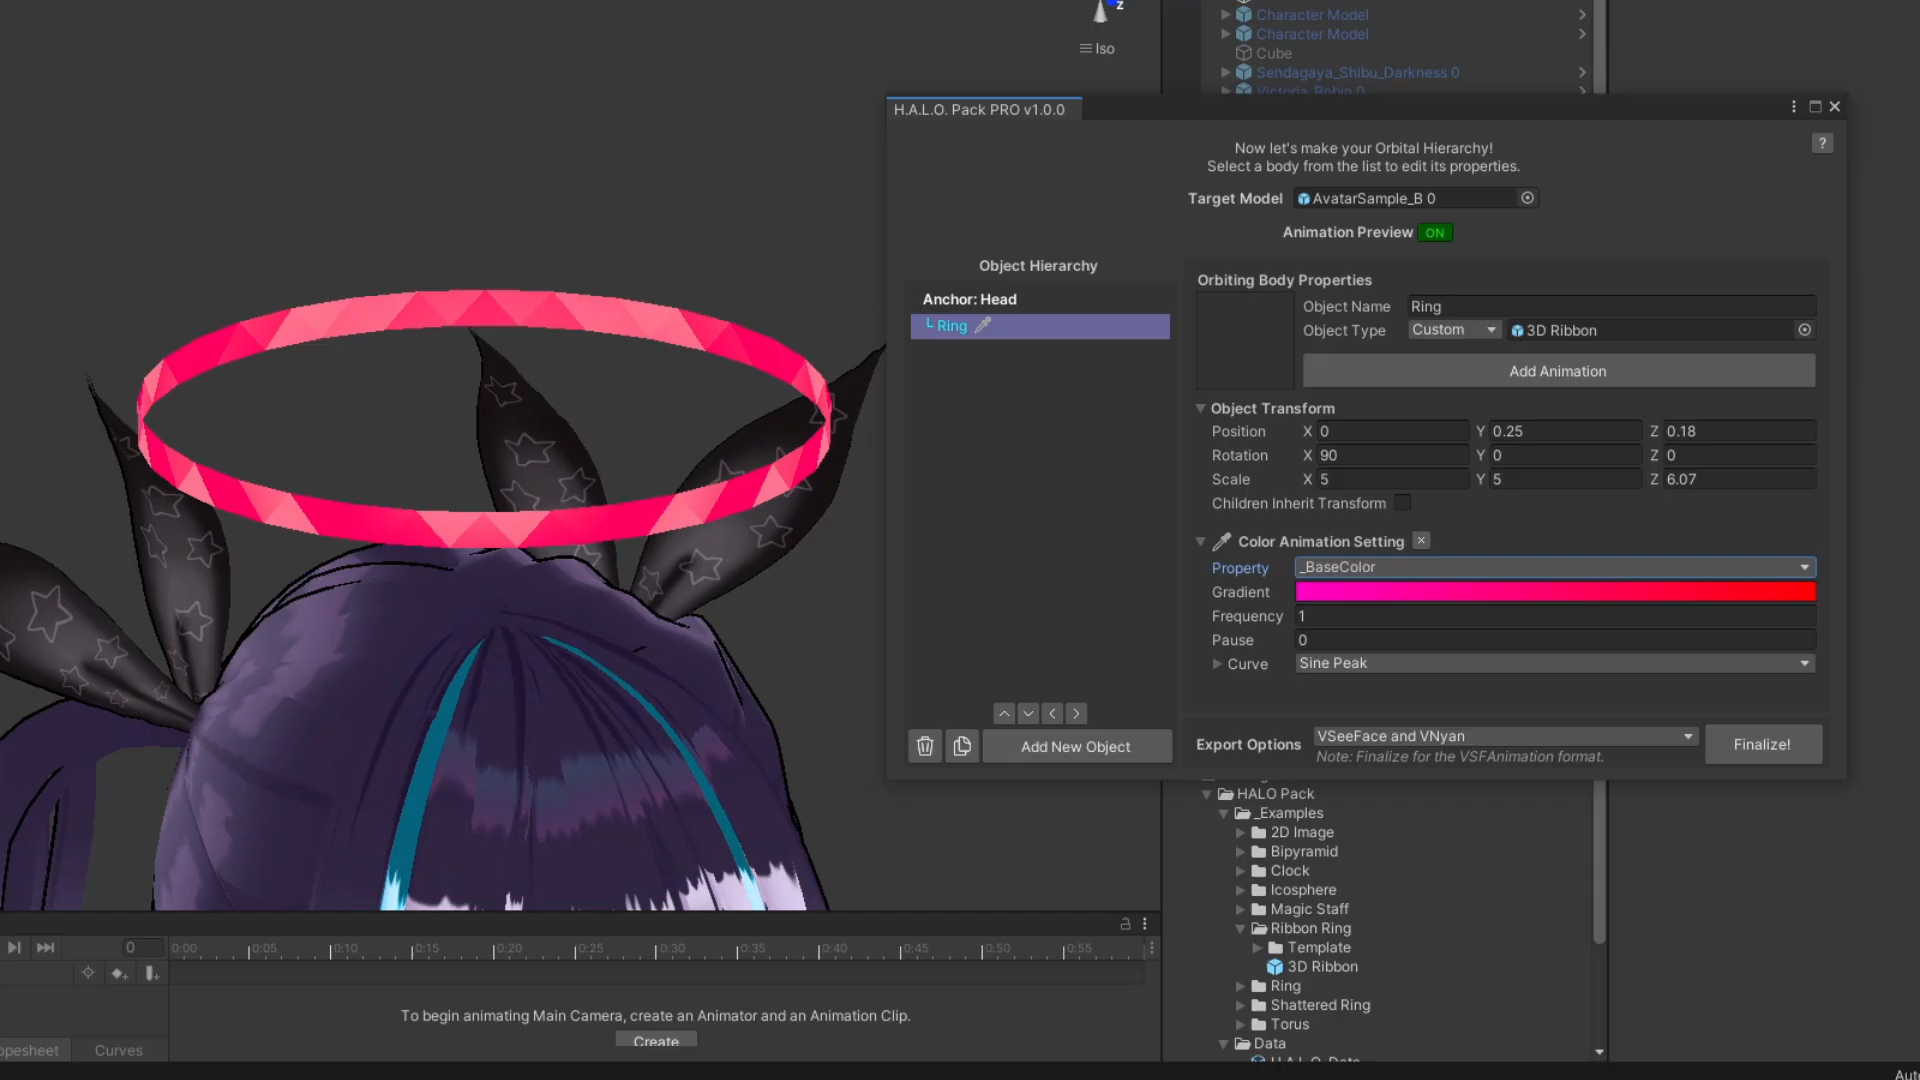 z
Iso
Character Model
Character Model
Cube
Sendagaya_Shibu_Darkness 0
Victoria_Robin 0
H.A.L.O. Pack PRO v1.0.0
?
Now let's make your Orbital Hierarchy!
Select a body from the list to edit its properties.
Target Model AvatarSample_B 0
Animation Preview ON
Object Hierarchy
Anchor: Head
Ring
Add New Object
Orbiting Body Properties
Object Name Ring
Object Type Custom 3D Ribbon
Add Animation
Object Transform
Position X 0 Y 0.25 Z 0.18
Rotation X 90 Y 0 Z 0
Scale X 5 Y 5 Z 6.07
Children Inherit Transform
Color Animation Setting
Property _BaseColor
Gradient
Frequency 1
Pause 0
Curve Sine Peak
Export Options VSeeFace and VNyan
Note: Finalize for the VSFAnimation format.
Finalize!
HALO Pack
_Examples
2D Image
Bipyramid
Clock
Icosphere
Magic Staff
Ribbon Ring
Template
3D Ribbon
Ring
Shattered Ring
Torus
Data
H.A.L.O. Data
0 0:00 0:05 0:10 0:15 0:20 0:25 0:30 0:35 0:40 0:45 0:50 0:55
To begin animating Main Camera, create an Animator and an Animation Clip.
Create
opesheet Curves
Auto